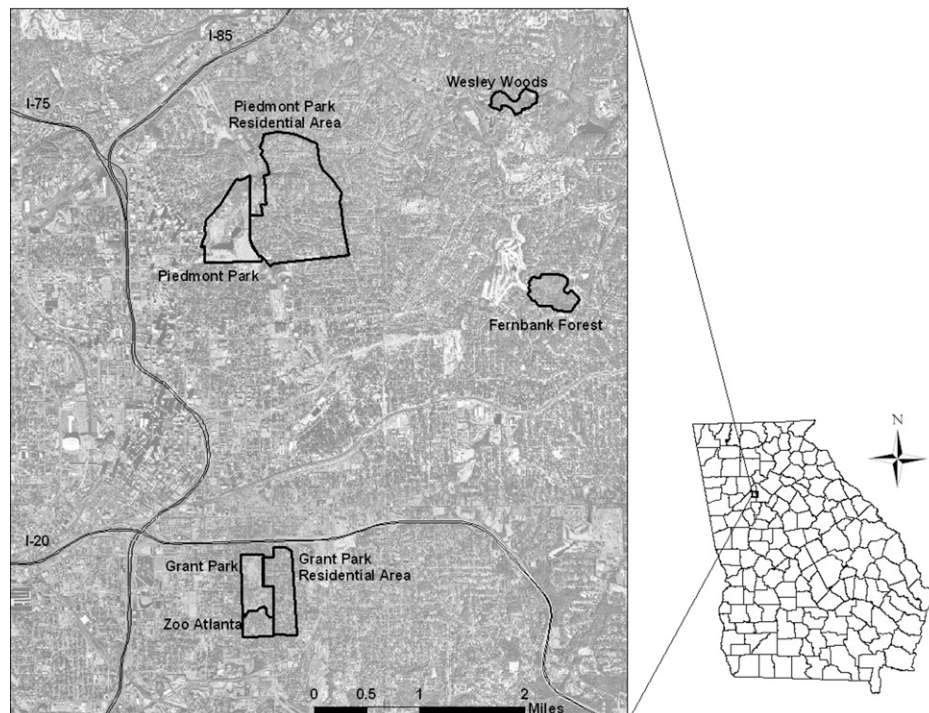 I-85
Wesley Woods
I-75
Piedmont Park
Residential Area
Piedmont Park
Fernbank Forest
N
I-20
Grant Park
Grant Park
Residential Area
Zoo Atlanta
0 0.5 1 2
Miles